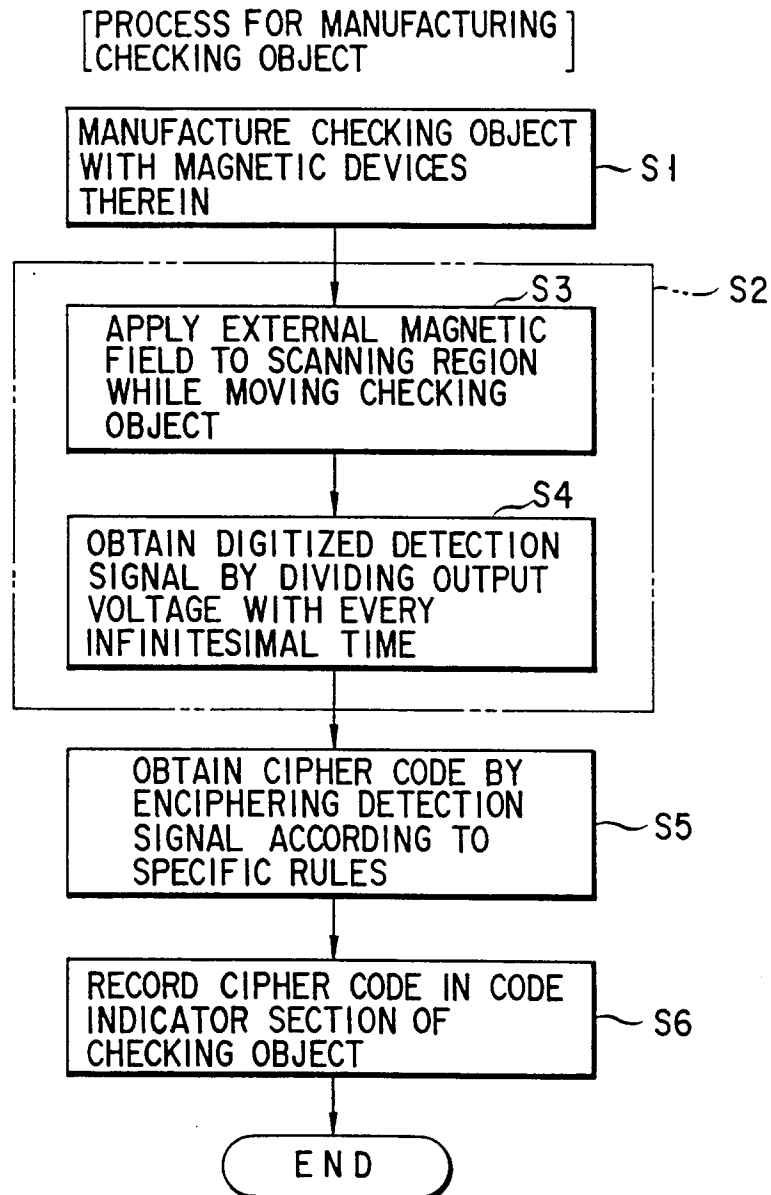 [PROCESS FOR MANUFACTURING
CHECKING OBJECT]
MANUFACTURE CHECKING OBJECT
WITH MAGNETIC DEVICES
THEREIN
S1
S2
S3
APPLY EXTERNAL MAGNETIC
FIELD TO SCANNING REGION
WHILE MOVING CHECKING
OBJECT
S4
OBTAIN DIGITIZED DETECTION
SIGNAL BY DIVIDING OUTPUT
VOLTAGE WITH EVERY
INFINITESIMAL TIME
OBTAIN CIPHER CODE BY
ENCIPHERING DETECTION
SIGNAL ACCORDING TO
SPECIFIC RULES
S5
RECORD CIPHER CODE IN CODE
INDICATOR SECTION OF
CHECKING OBJECT
S6
END